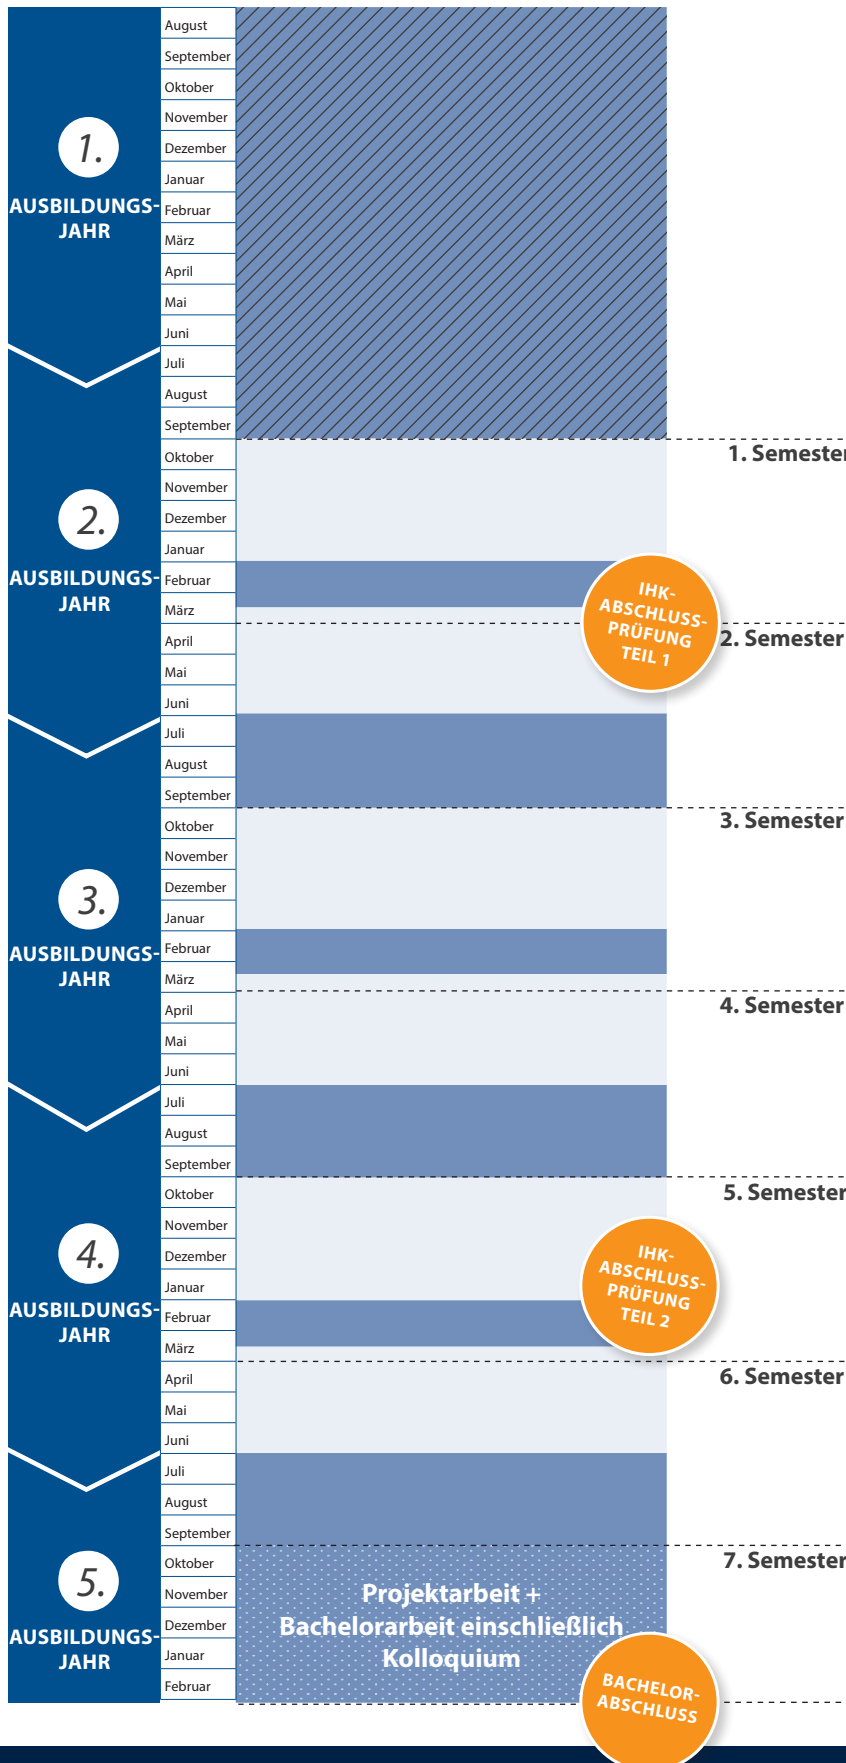 1.
AUSBILDUNGS-
JAHR
August
September
Oktober
November
Dezember
Januar
Februar
März
April
Mai
Juni
Juli
August
September
1. Semester
2.
AUSBILDUNGS-
JAHR
Oktober
November
Dezember
Januar
Februar
März
IHK-
ABSCHLUSS-
PRÜFUNG
TEIL 1
2. Semester
April
Mai
Juni
Juli
August
September
3. Semester
3.
AUSBILDUNGS-
JAHR
Oktober
November
Dezember
Januar
Februar
März
4. Semester
April
Mai
Juni
Juli
August
September
5. Semester
4.
AUSBILDUNGS-
JAHR
Oktober
November
Dezember
Januar
Februar
März
IHK-
ABSCHLUSS-
PRÜFUNG
TEIL 2
6. Semester
April
Mai
Juni
Juli
August
September
7. Semester
5.
AUSBILDUNGS-
JAHR
Oktober
November
Dezember
Januar
Februar
Projektarbeit +
Bachelorarbeit einschließlich
Kolloquium
BACHELOR-
ABSCHLUSS